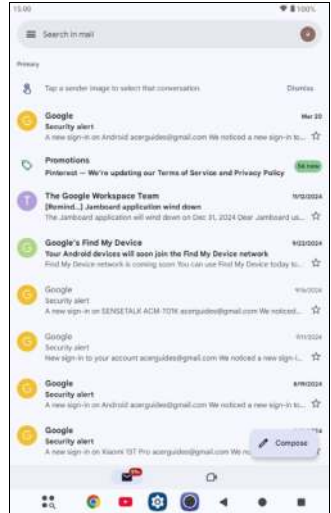 15.00
100%
Search in mail
Primary
Tap a sender image to select that conversation. Dismiss
Google Mar 20
Security alert
A new sign-in on Android acerguides@gmail.com We noticed a new sign-in to...
Promotions
Pinterest — We're updating our Terms of Service and Privacy Policy
new
The Google Workspace Team
[Remind...] Jamboard application wind down
The Jamboard application will wind down on Dec 31, 2024 Dear Jamboard us...
Google's Find My Device 9/22/2024
Your Android devices will soon join the Find My Device network
Find My Device network is coming soon You can use Find My Device today to...
Google
Security alert
A new sign-in on SENSETALK ACM-T01K acerguides@gmail.com We noticed...
Google
Security alert
New sign-in to your account acerguides@gmail.com We noticed a new sign-i...
Google
Security alert
A new sign-in on Android acerguides@gmail.com We noticed a new sign-in to...
Google
Security alert
A new sign-in on Xiaomi 13T Pro acerguides@gmail.com We no
Compose